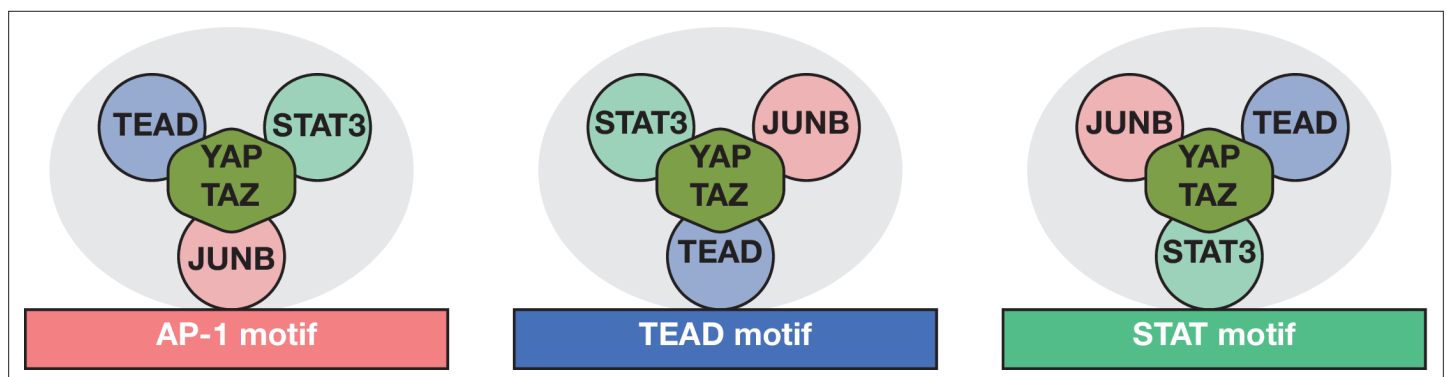 TEAD STAT3
YAP
TAZ
JUNB
AP-1 motif
STAT3 JUNB
YAP
TAZ
TEAD
TEAD motif
JUNB TEAD
YAP
TAZ
STAT3
STAT motif